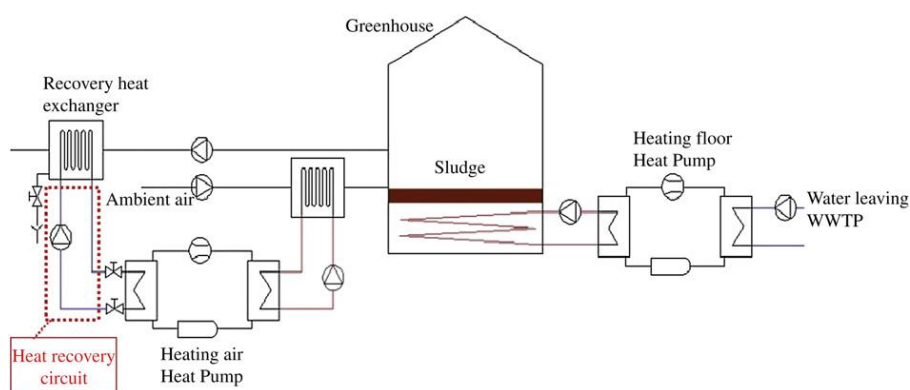 Greenhouse
Recovery heat
exchanger
Heating floor
Heat Pump
Sludge
Ambient air
Water leaving
WWTP
Heat recovery
circuit
Heating air
Heat Pump